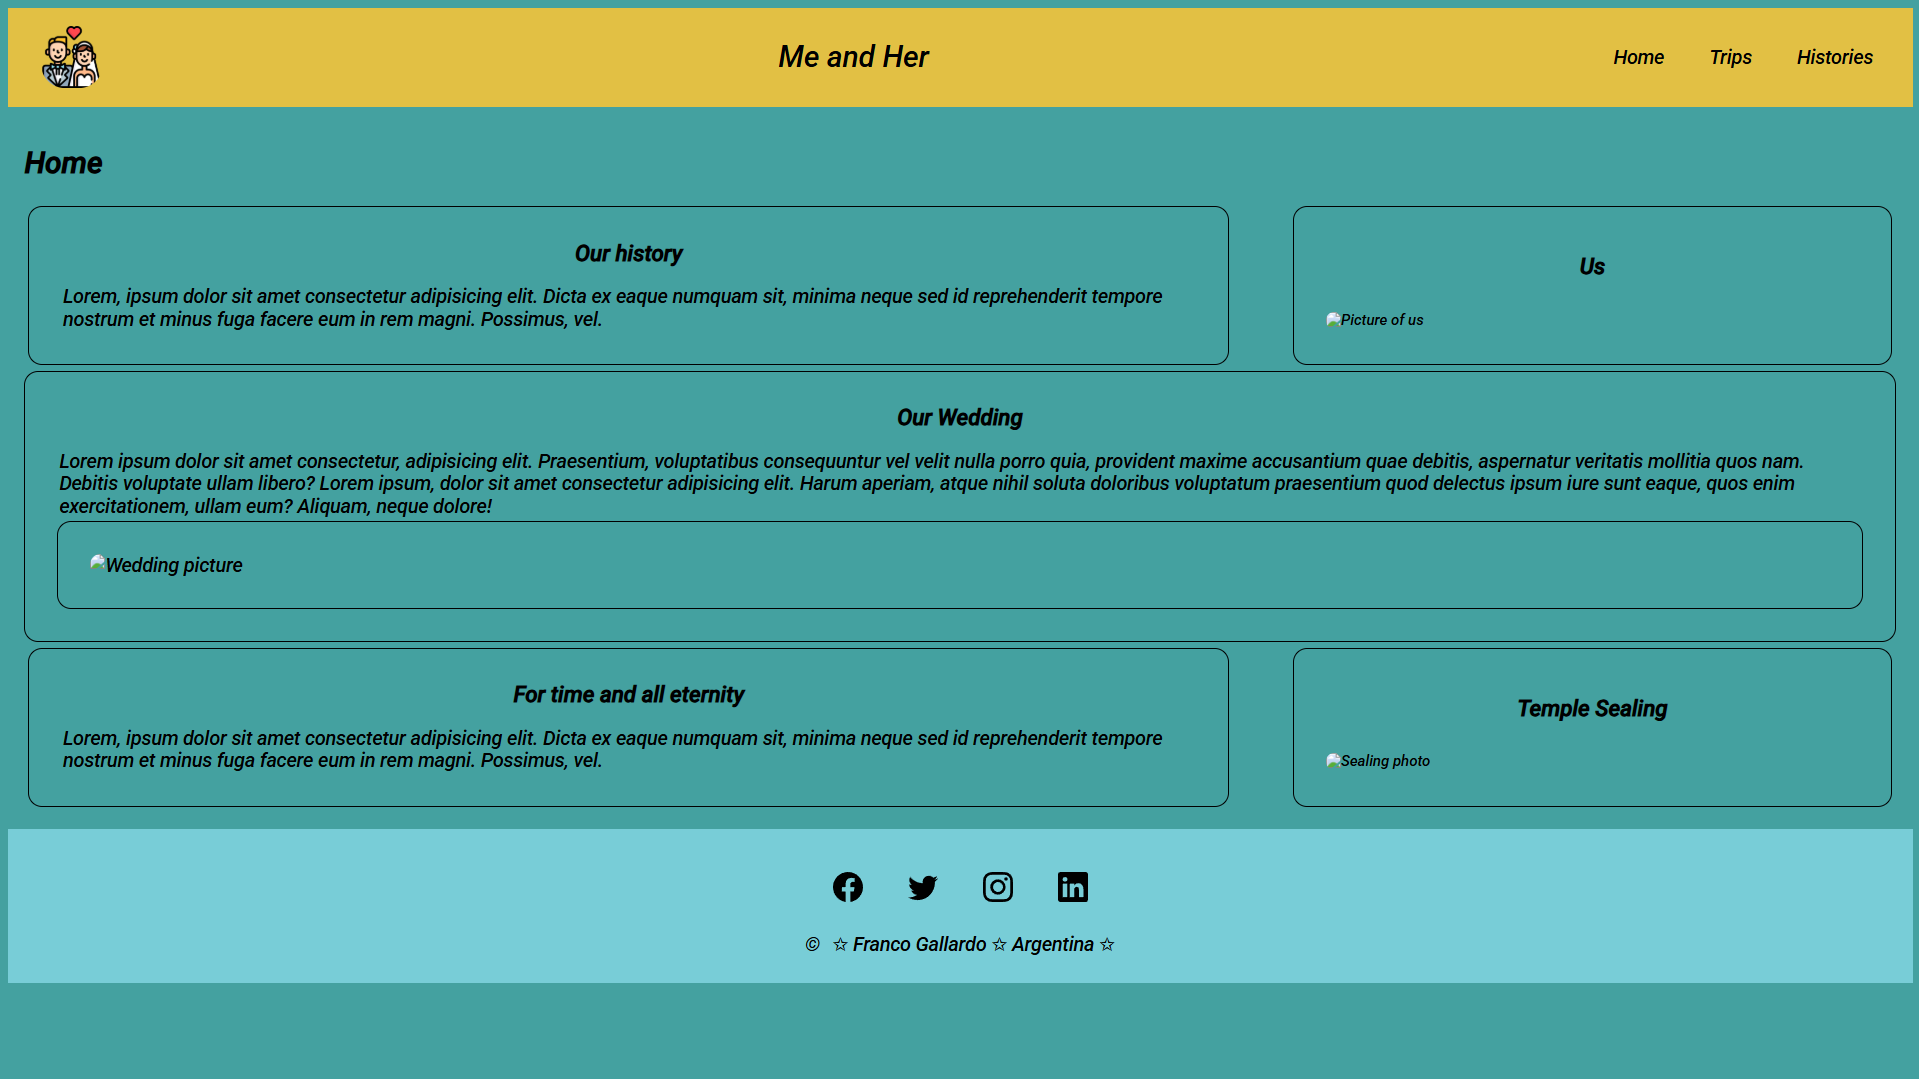 Me and Her
Home Trips Histories
Home
Our history
Lorem, ipsum dolor sit amet consectetur adipisicing elit. Dicta ex eaque numquam sit, minima neque sed id reprehenderit tempore
nostrum et minus fuga facere eum in rem magni. Possimus, vel.
Us
Picture of us
Our Wedding
Lorem ipsum dolor sit amet consectetur, adipisicing elit. Praesentium, voluptatibus consequuntur vel velit nulla porro quia, provident maxime accusantium quae debitis, aspernatur veritatis mollitia quos nam.
Debitis voluptate ullam libero? Lorem ipsum, dolor sit amet consectetur adipisicing elit. Harum aperiam, atque nihil soluta doloribus voluptatum praesentium quod delectus ipsum iure sunt eaque, quos enim
exercitationem, ullam eum? Aliquam, neque dolore!
Wedding picture
For time and all eternity
Lorem, ipsum dolor sit amet consectetur adipisicing elit. Dicta ex eaque numquam sit, minima neque sed id reprehenderit tempore
nostrum et minus fuga facere eum in rem magni. Possimus, vel.
Temple Sealing
Sealing photo
© ☆ Franco Gallardo ☆ Argentina ☆